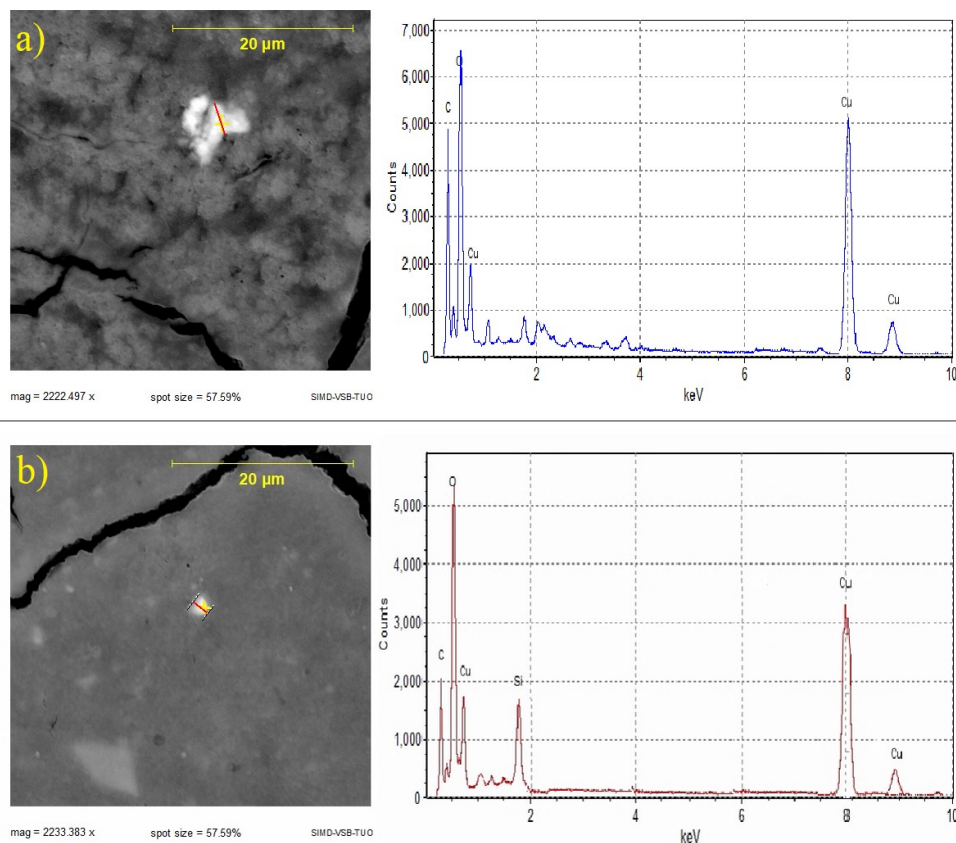 a)
20 µm
mag = 2222.497 x
spot size = 57.59%
SIMD-VSB-TUO
7,000
6,000
5,000
4,000
3,000
2,000
1,000
0
Counts
C
O
Cu
Cu
Cu
2
4
6
8
10
keV
b)
20 µm
mag = 2233.383 x
spot size = 57.59%
SIMD-VSB-TUO
5,000
4,000
3,000
2,000
1,000
0
Counts
C
O
Cu
Si
Cu
Cu
2
4
6
8
10
keV